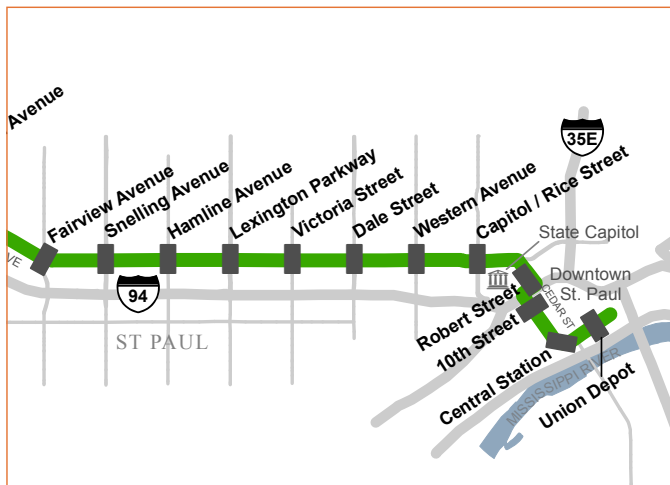 Avenue
Fairview Avenue
Snelling Avenue
Hamline Avenue
Lexington Parkway
Victoria Street
Dale Street
Western Avenue
Capitol / Rice Street
35E
State Capitol
VE
94
Downtown
St. Paul
CEDAR ST
Robert Street
10th Street
ST PAUL
Central Station
MISSISSIPPI RIVER
Union Depot